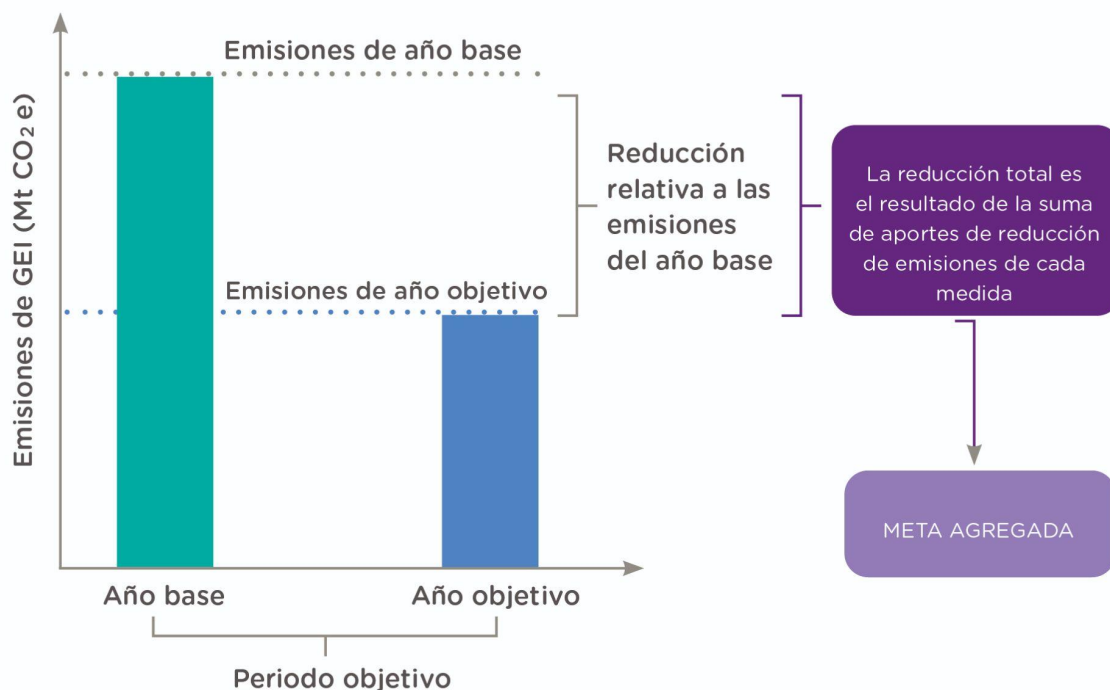 Emisiones de GEI (Mt CO₂ e)
Emisiones de año base
Emisiones de año objetivo
Reducción
relativa a las
emisiones
del año base
La reducción total es
el resultado de la suma
de aportes de reducción
de emisiones de cada
medida
META AGREGADA
Año base
Año objetivo
Periodo objetivo